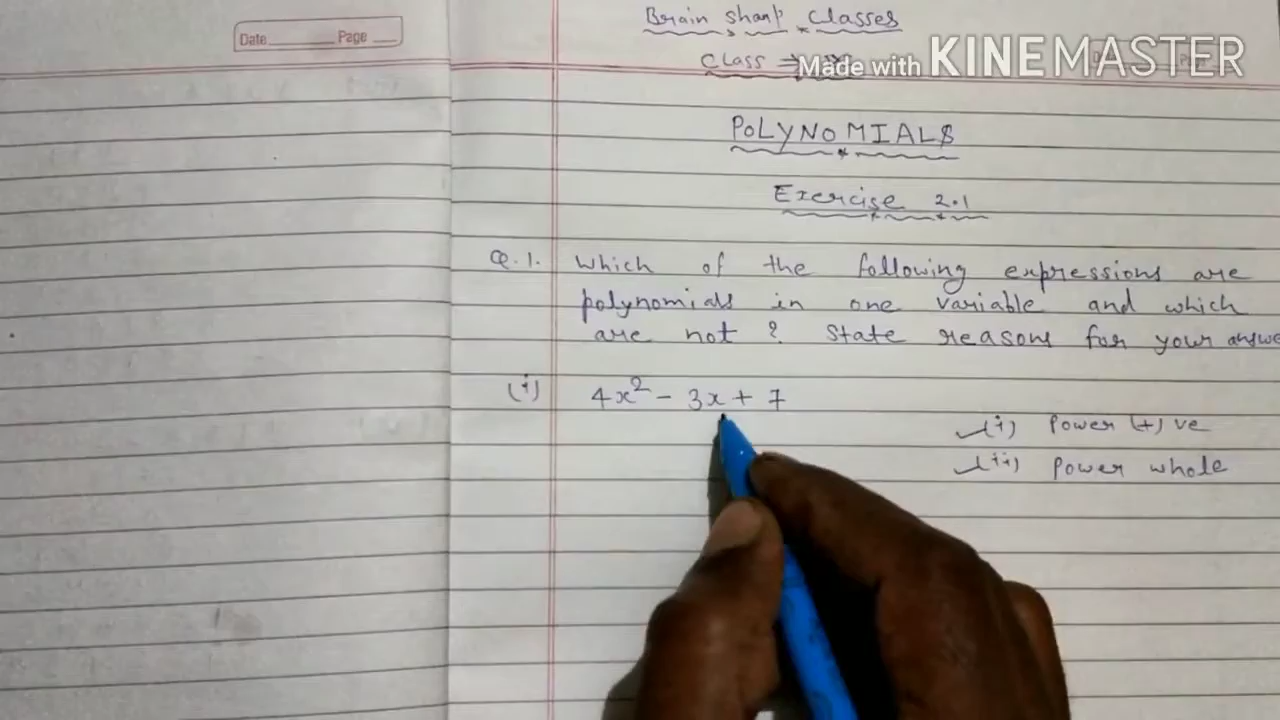 Date Page
Brain sharp classes
class ⇒
Made with KINEMASTER
POLYNOMIALS
Exercise 2.1
Q.1. Which of the following expressions are
polynomials in one variable and which
are not ? State reasons for your answe
(i) 4x² - 3x + 7
(i) Power (+) ve
(ii) Power whole